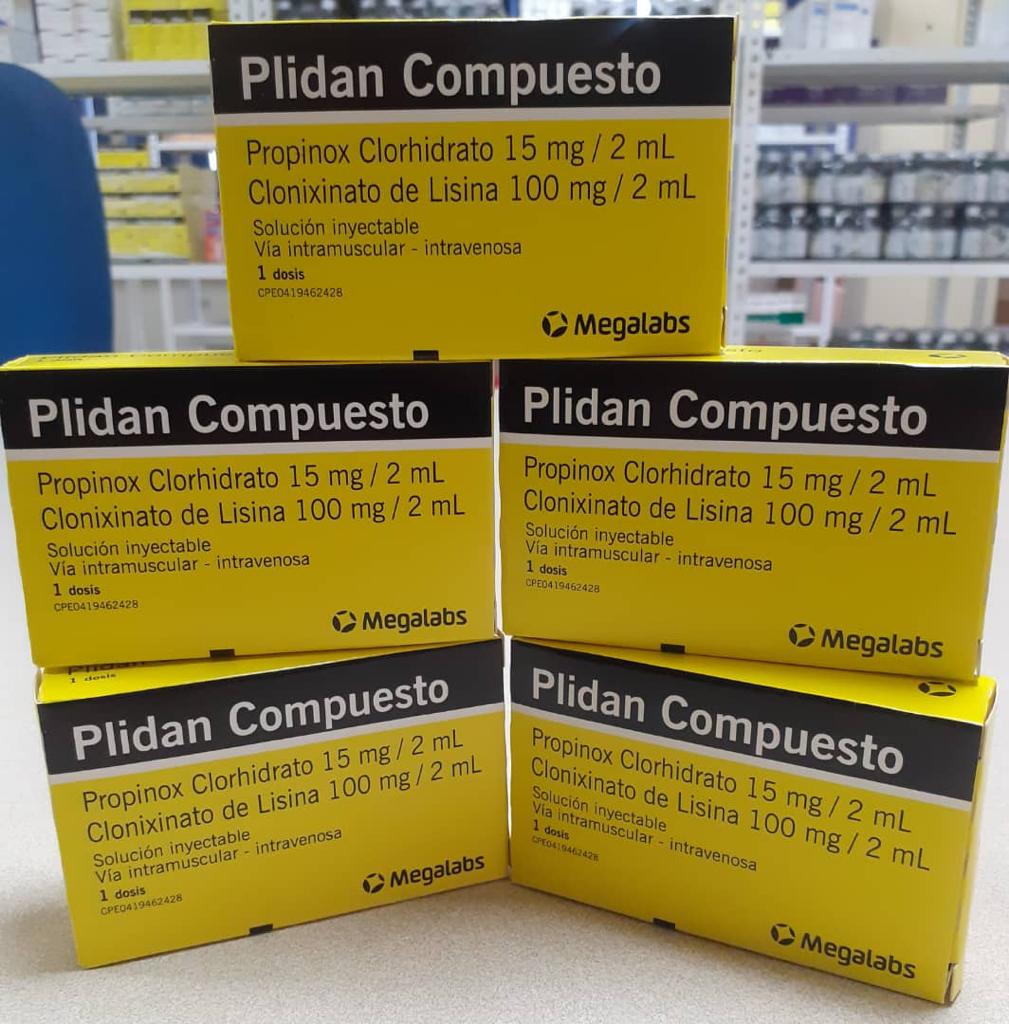 Plidan Compuesto
Propinox Clorhidrato 15 mg / 2 mL
Clonixinato de Lisina 100 mg / 2 mL
Solución inyectable
Vía intramuscular - intravenosa
1 dosis
CPE0419462428
Megalabs
Plidan Compuesto
Propinox Clorhidrato 15 mg / 2 mL
Clonixinato de Lisina 100 mg / 2 mL
Solución inyectable
Vía intramuscular - intravenosa
1 dosis
CPE0419462428
Megalabs
Plidan Compuesto
Propinox Clorhidrato 15 mg / 2 mL
Clonixinato de Lisina 100 mg / 2 mL
Solución inyectable
Vía intramuscular - intravenosa
1 dosis
CPE0419462428
Megalabs
Plidan
1 dosis
Plidan Compuesto
Propinox Clorhidrato 15 mg / 2 mL
Clonixinato de Lisina 100 mg / 2 mL
Solución inyectable
Vía intramuscular - intravenosa
1 dosis
CPE0419462428
Megalabs
Plidan Compuesto
Propinox Clorhidrato 15 mg / 2 mL
Clonixinato de Lisina 100 mg / 2 mL
Solución inyectable
Vía intramuscular - intravenosa
1 dosis
CPE0419462428
Megalabs